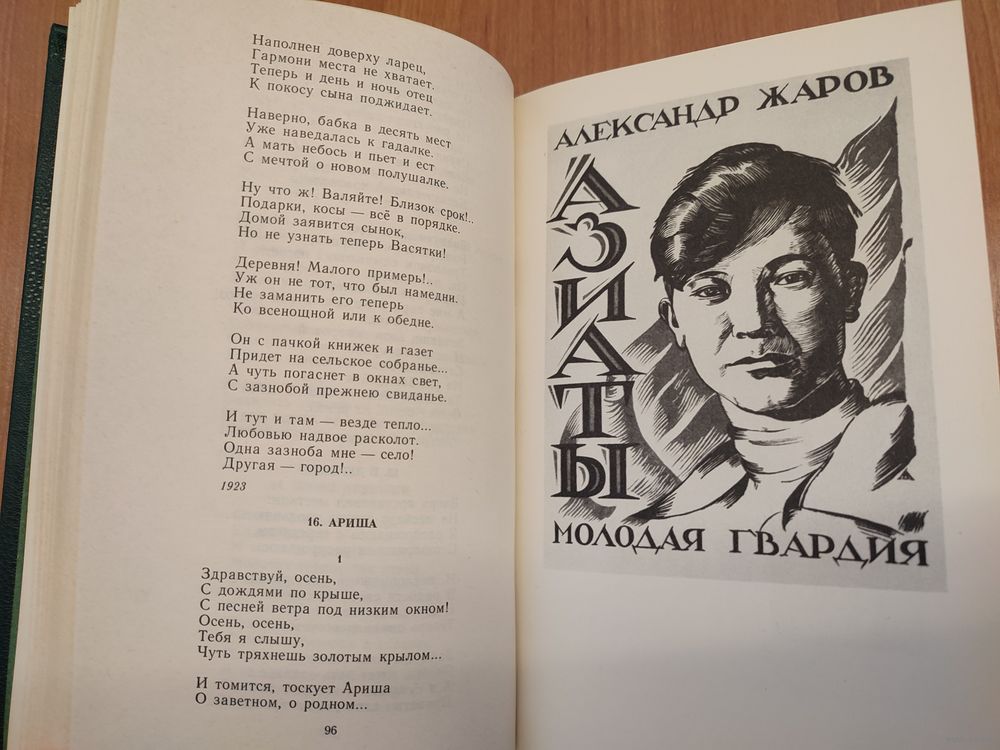 Наполнен доверху ларец,
Гармони места не хватает.
Теперь и день и ночь отец
К покосу сына поджидает.
Наверно, бабка в десять мест
Уже наведалась к гадалке.
А мать небось и пьет и ест
С мечтой о новом полушалке.
Ну что ж! Валяйте! Близок срок!..
Подарки, косы — всё в порядке.
Домой заявится сынок,
Но не узнать теперь Васятки!
Деревня! Малого примерь!..
Уж он не тот, что был намедни.
Не заманить его теперь
Ко всенощной или к обедне.
Он с пачкой книжек и газет
Придет на сельское собранье...
А чуть погаснет в окнах свет,
С зазнобой прежнею свиданье.
И тут и там — везде тепло...
Любовью надвое расколот.
Одна зазноба мне — село!
Другая — город!..
1923
16. АРИША
1
Здравствуй, осень,
С дождями по крыше,
С песней ветра под низким окном!
Осень, осень,
Тебя я слышу,
Чуть тряхнешь золотым крылом...
И томится, тоскует Ариша
О заветном, о родном...
96
АЛЕКСАНДР ЖАРОВ
АЗИАТЫ
МОЛОДАЯ ГВАРДИЯ